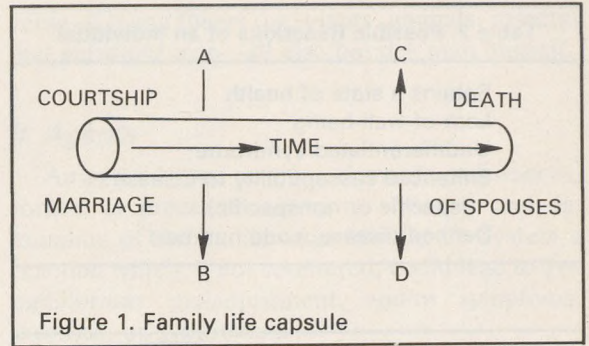 A C
COURTSHIP DEATH
TIME
MARRIAGE OF SPOUSES
B D
Figure 1. Family life capsule